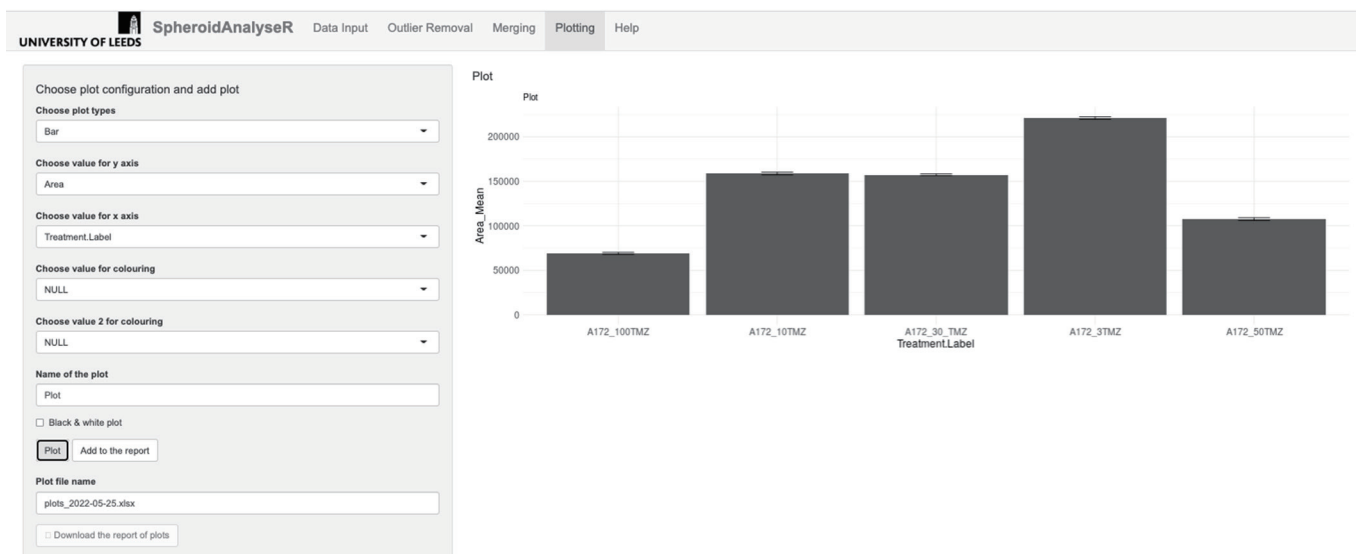 UNIVERSITY OF LEEDS
SpheroidAnalyseR Data Input Outlier Removal Merging Plotting Help
Choose plot configuration and add plot
Choose plot types
Bar
Choose value for y axis
Area
Choose value for x axis
Treatment.Label
Choose value for colouring
NULL
Choose value 2 for colouring
NULL
Name of the plot
Plot
Black & white plot
Plot Add to the report
Plot file name
plots_2022-05-25.xlsx
Download the report of plots
Plot
Plot
Area_Mean
200000
150000
100000
50000
0
A172_100TMZ A172_10TMZ A172_30_TMZ A172_3TMZ A172_50TMZ
Treatment.Label